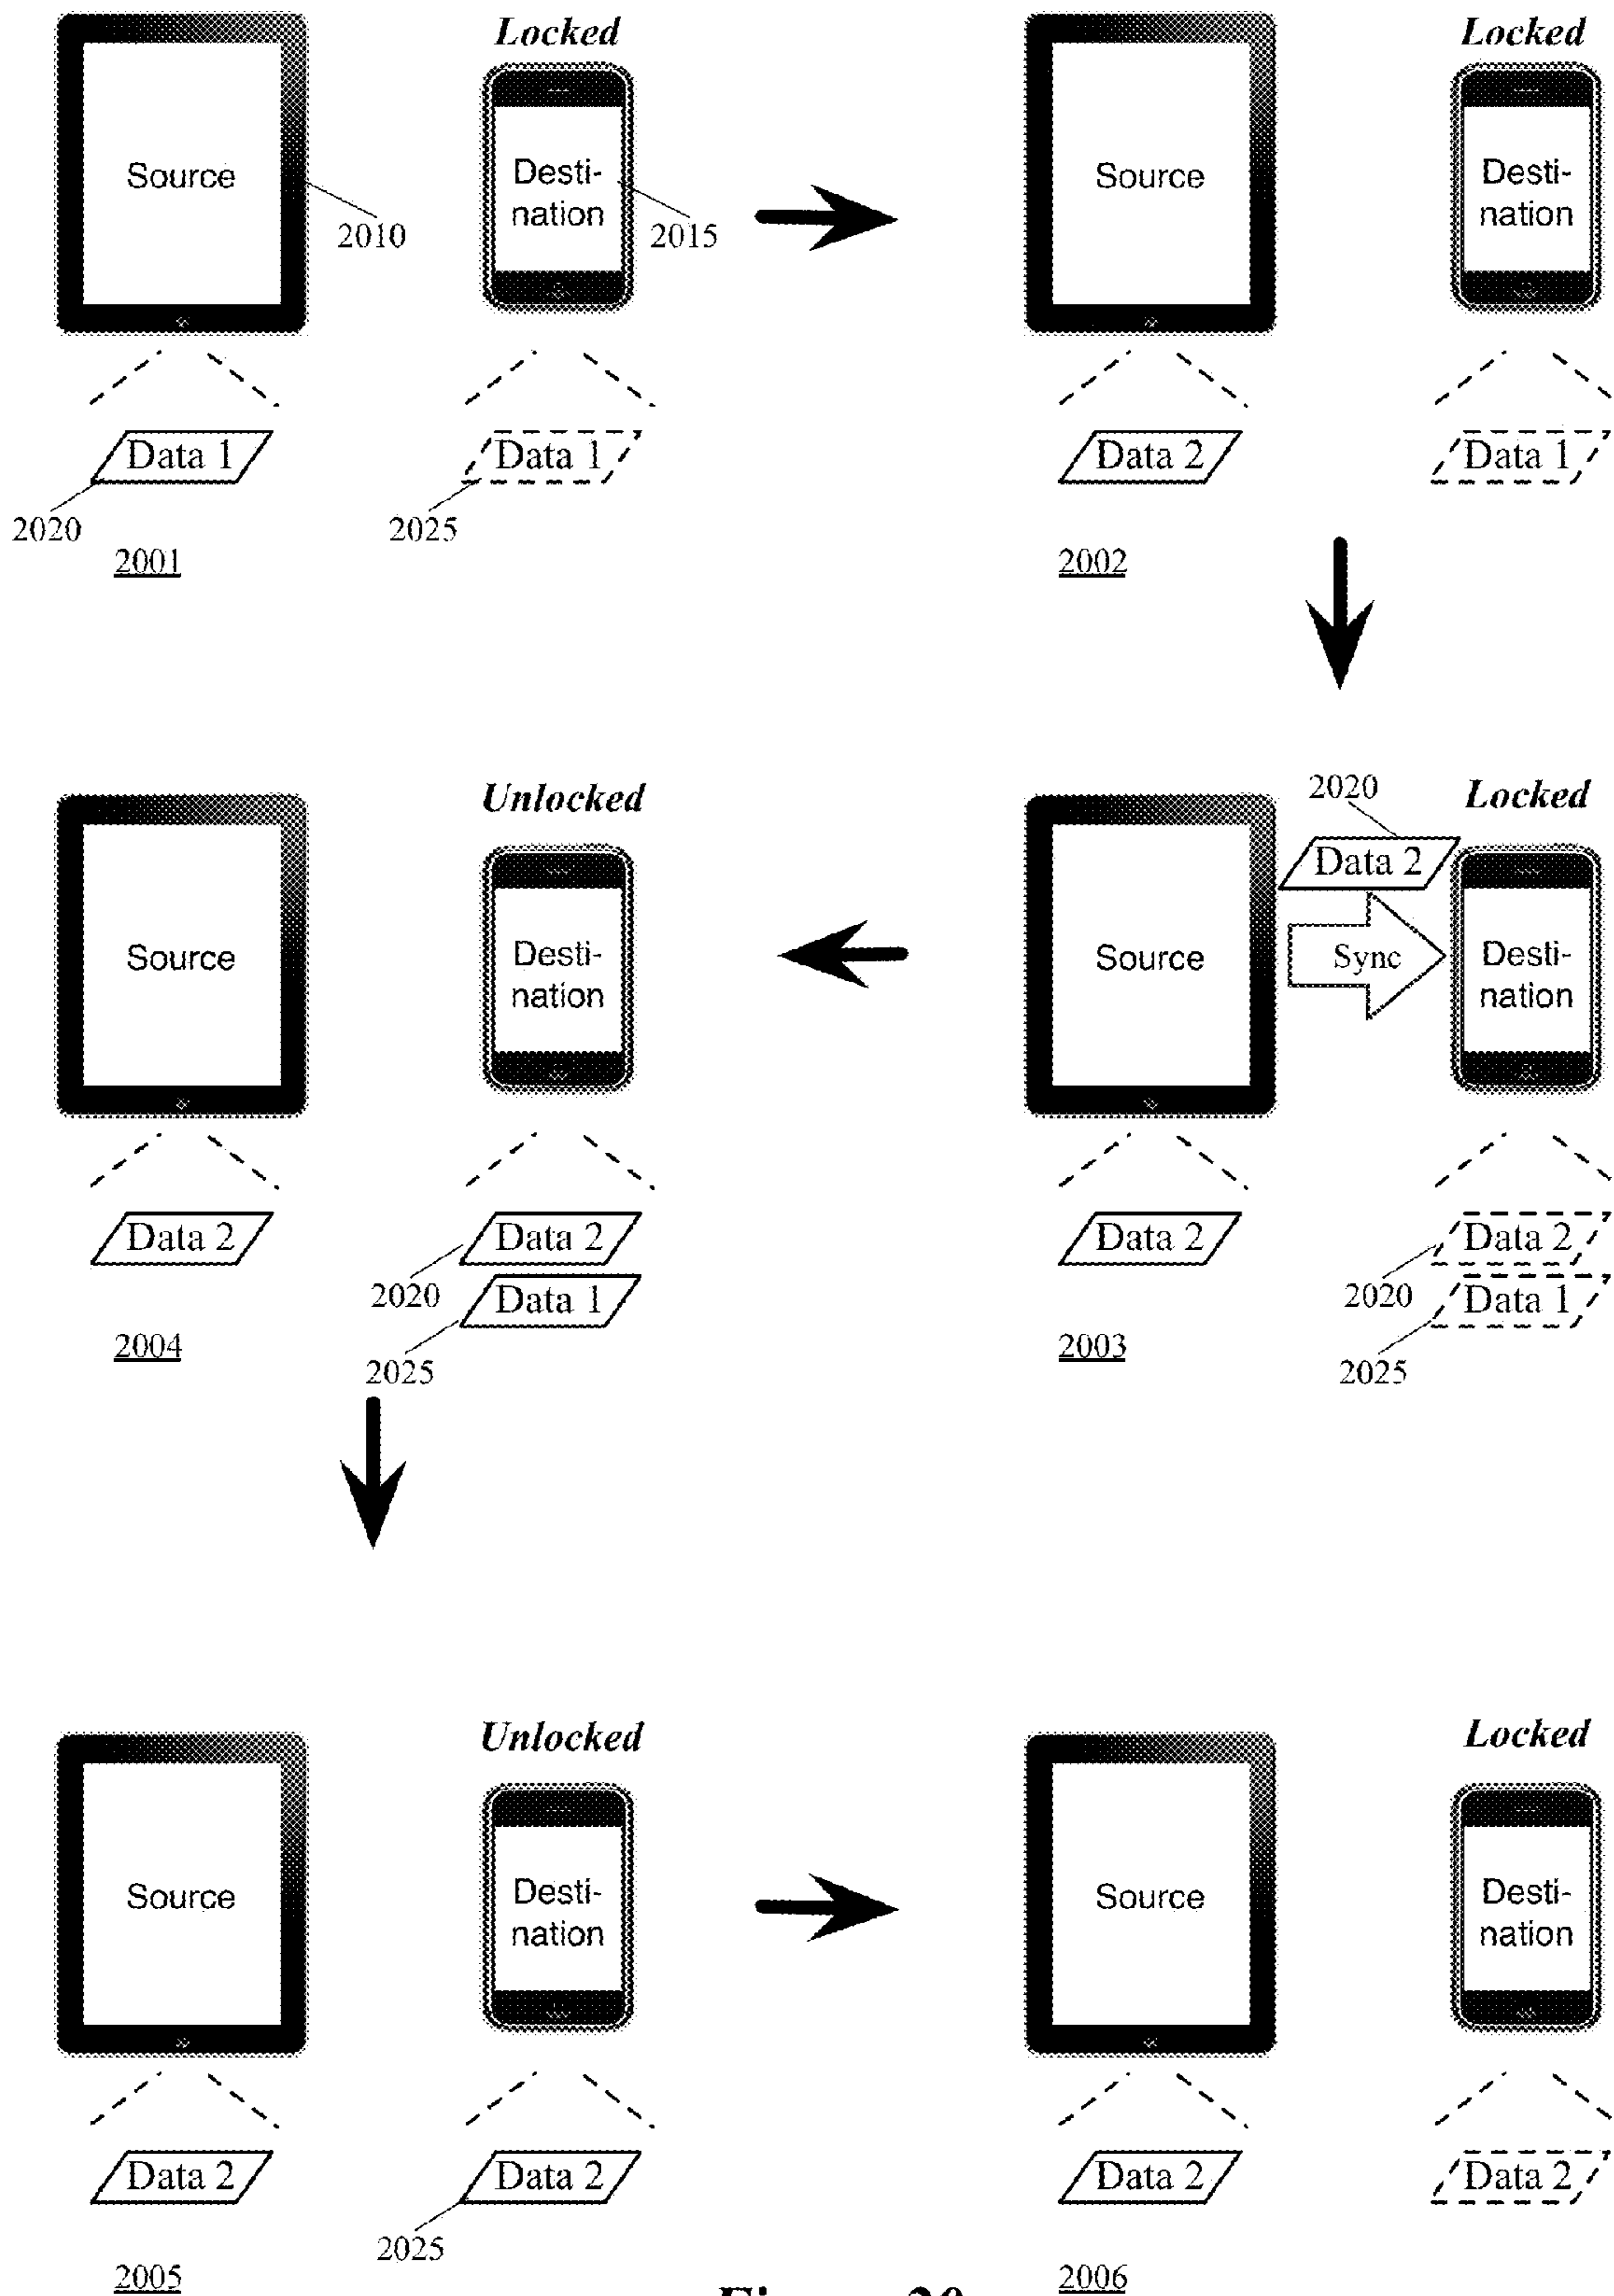 Locked
Source
Desti-
nation
2010
2015
Data 1
Data 1
2020
2025
2001
Locked
Source
Desti-
nation
Data 2
Data 1
2002
2020
Locked
Data 2
Source
Sync
Desti-
nation
Data 2
Data 2
2020
Data 1
2025
2003
Unlocked
Source
Desti-
nation
Data 2
Data 2
2020
Data 1
2025
2004
Unlocked
Source
Desti-
nation
Data 2
Data 2
2025
2005
Locked
Source
Desti-
nation
Data 2
Data 2
2006